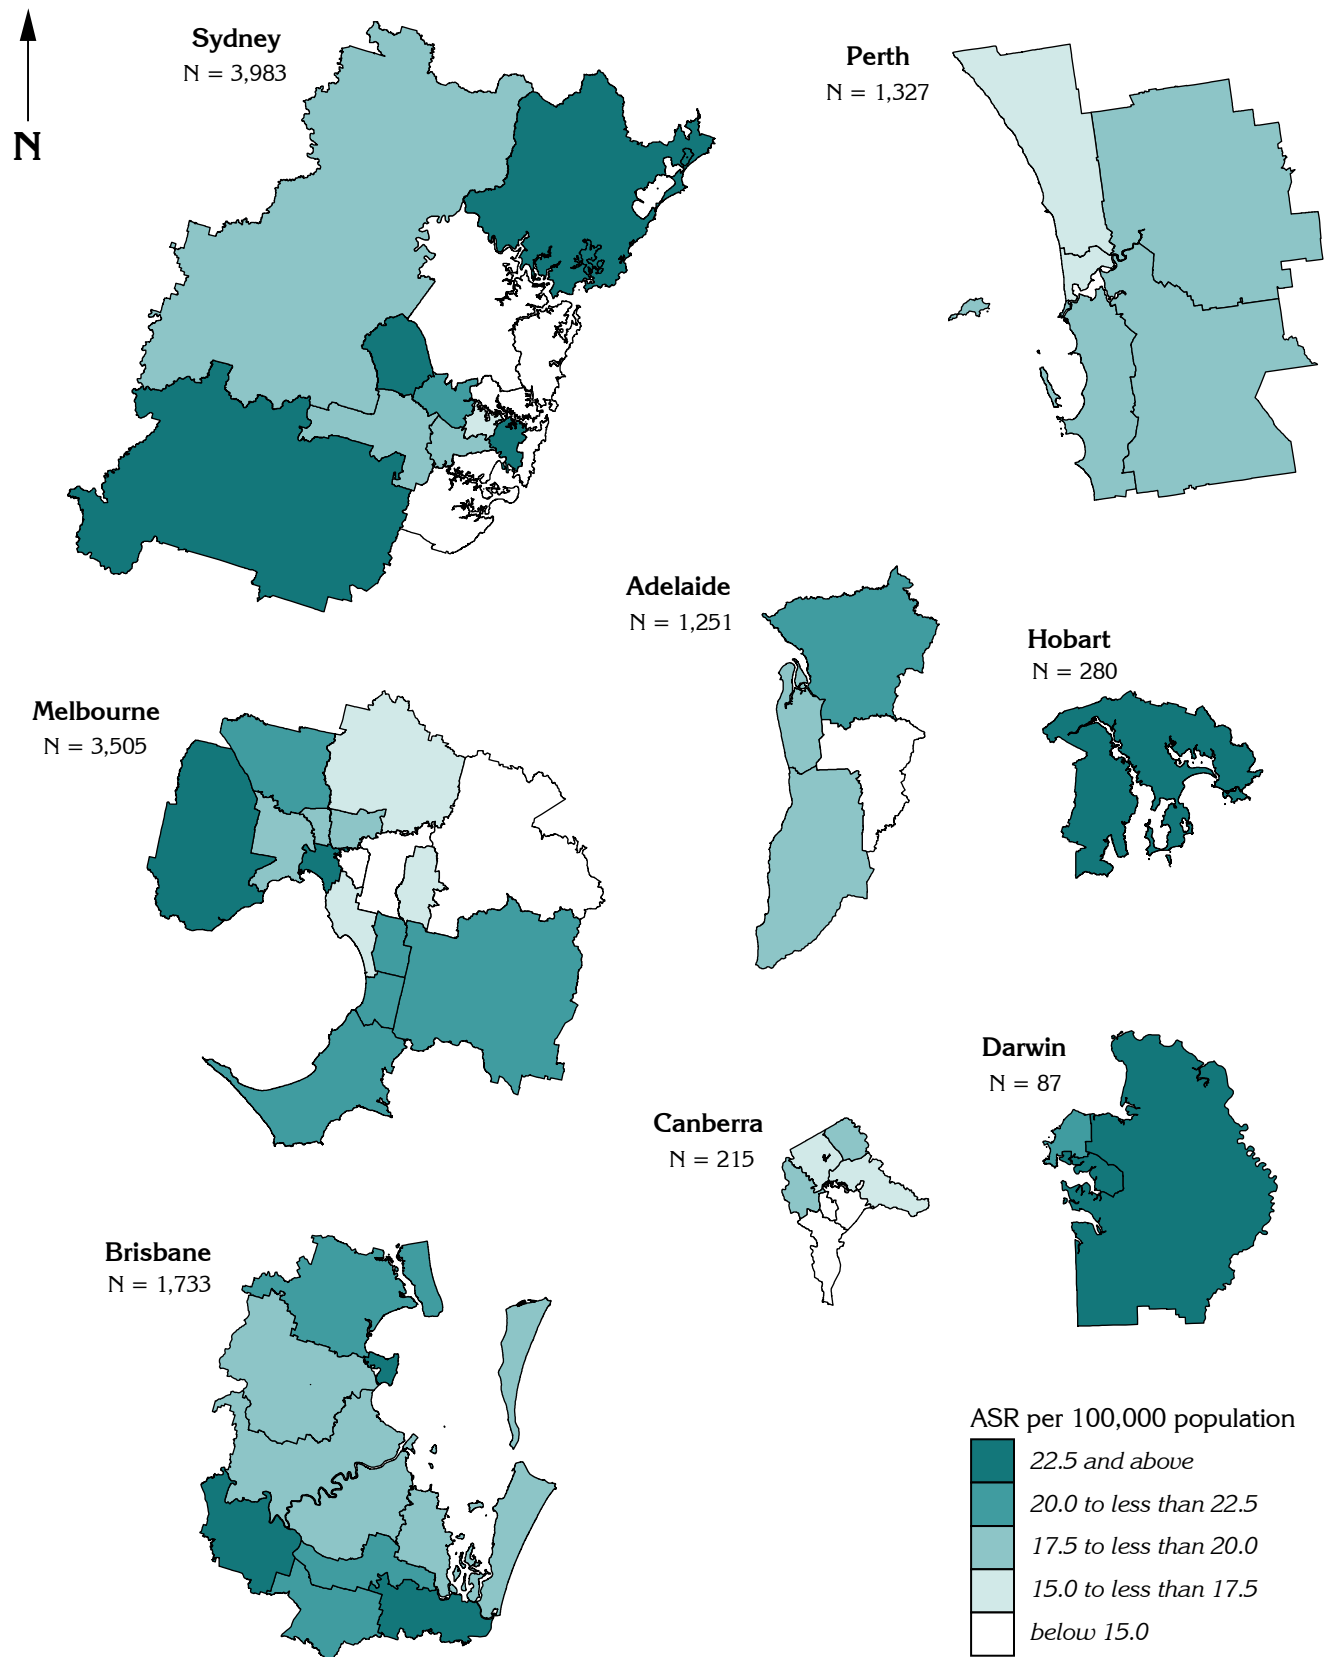 Sydney
N = 3,983
Perth
N = 1,327
N
Adelaide
N = 1,251
Hobart
N = 280
Melbourne
N = 3,505
Darwin
N = 87
Canberra
N = 215
Brisbane
N = 1,733
ASR per 100,000 population
22.5 and above
20.0 to less than 22.5
17.5 to less than 20.0
15.0 to less than 17.5
below 15.0